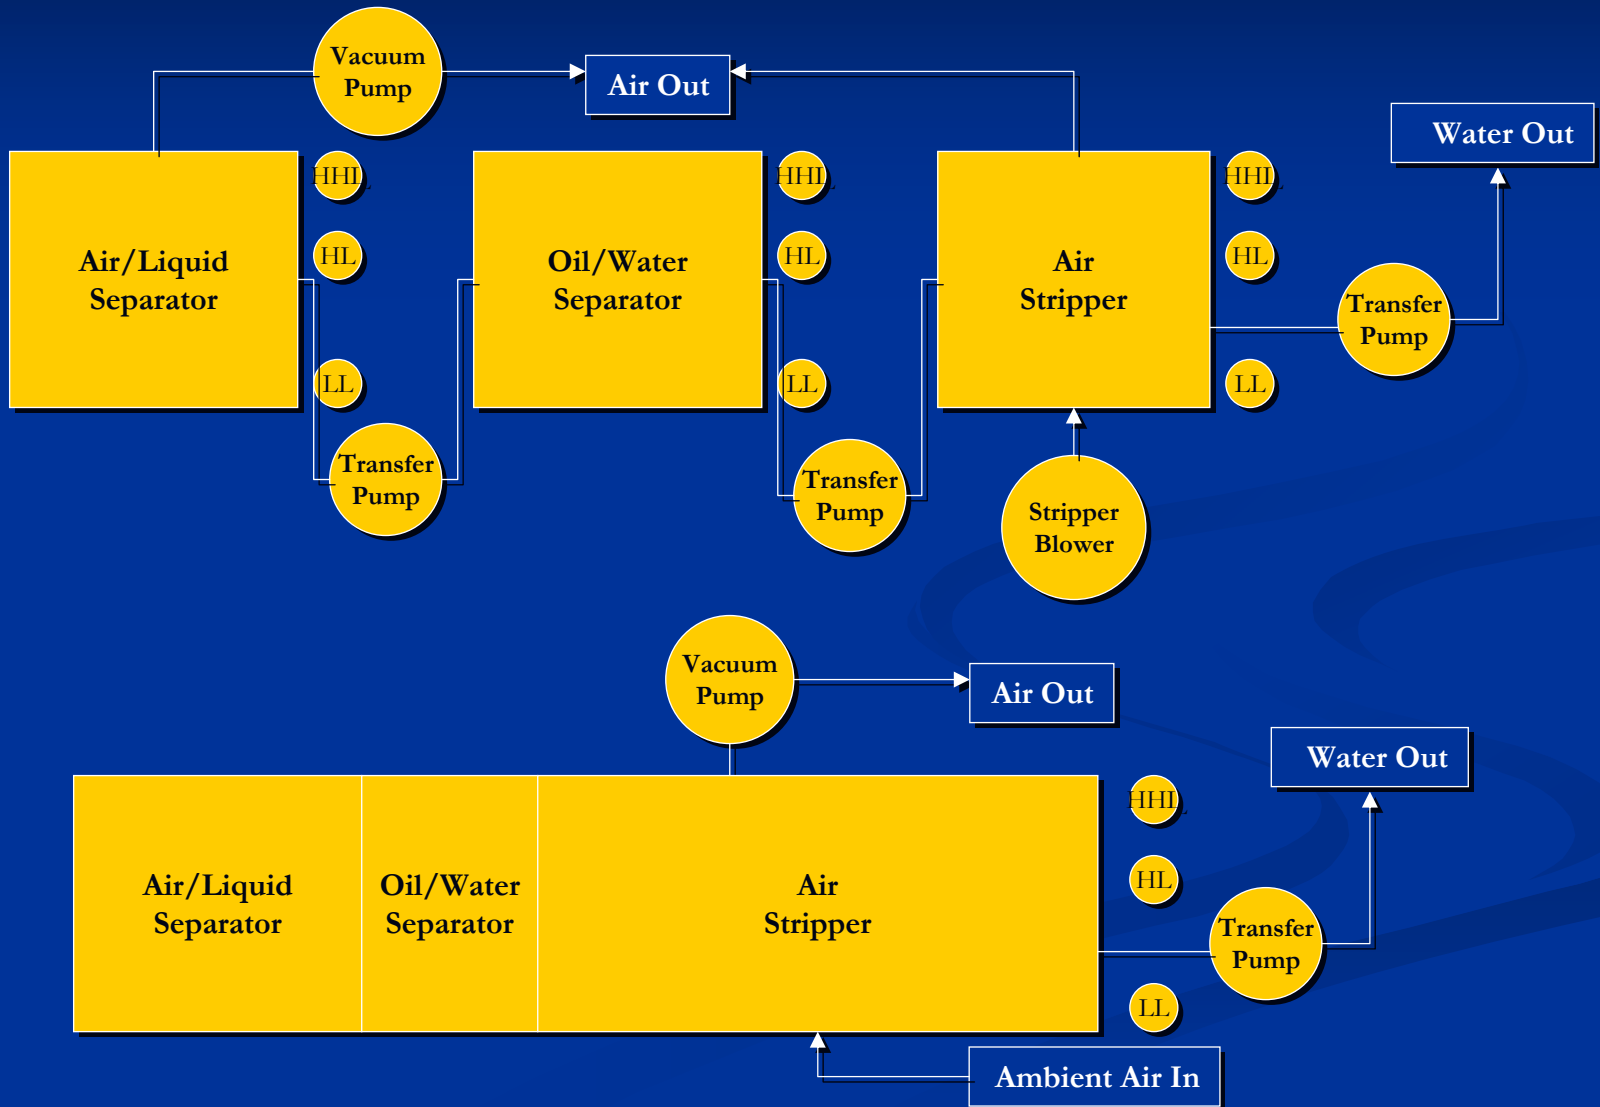 Vacuum
Pump
Air Out
Water Out
Air/Liquid
Separator
HHL
HL
LL
Oil/Water
Separator
HHL
HL
LL
Air
Stripper
HHL
HL
LL
Transfer
Pump
Transfer
Pump
Transfer
Pump
Stripper
Blower
Vacuum
Pump
Air Out
Water Out
Air/Liquid
Separator
Oil/Water
Separator
Air
Stripper
HHL
HL
LL
Transfer
Pump
Ambient Air In